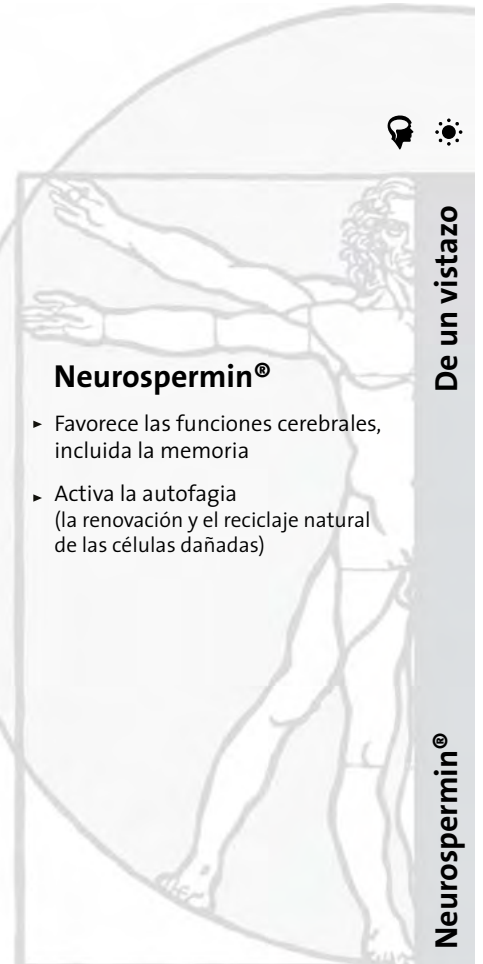 De un vistazo
Neurospermin®
► Favorece las funciones cerebrales,
incluida la memoria
► Activa la autofagia
(la renovación y el reciclaje natural
de las células dañadas)
Neurospermin®